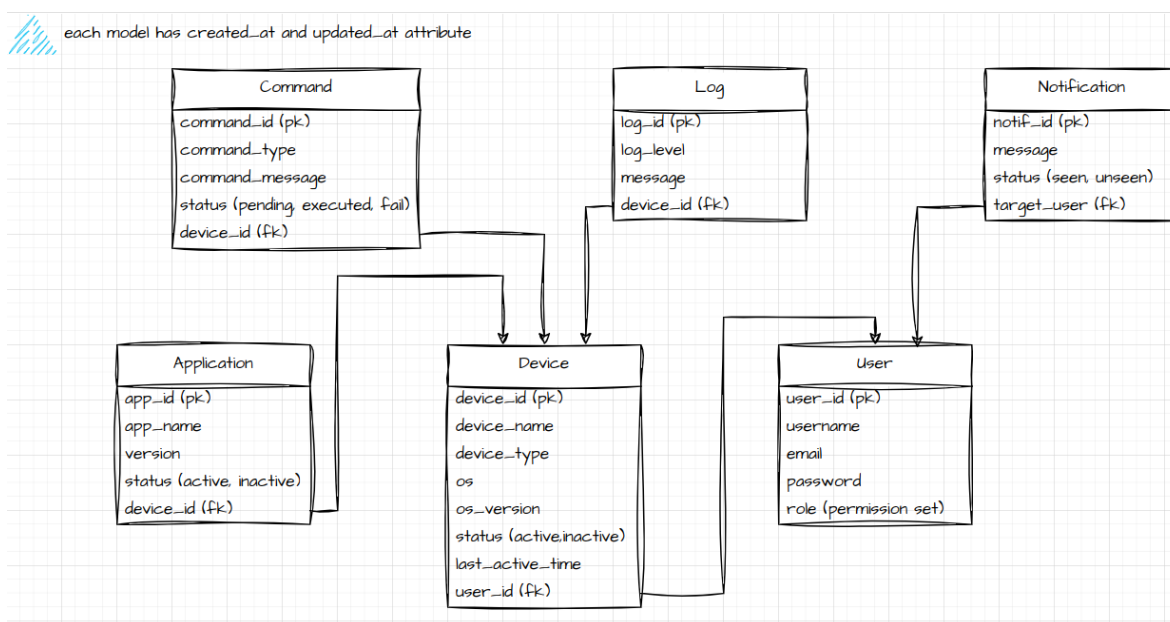 each model has created_at and updated_at attribute
Command
command_id (pk)
command_type
command_message
status (pending, executed, fail)
device_id (fk)
Log
log_id (pk)
log_level
message
device_id (fk)
Notification
notif_id (pk)
message
status (seen, unseen)
target_user (fk)
Application
app_id (pk)
app_name
version
status (active, inactive)
device_id (fk)
Device
device_id (pk)
device_name
device_type
os
os_version
status (active,inactive)
last_active_time
user_id (fk)
User
user_id (pk)
username
email
password
role (permission set)